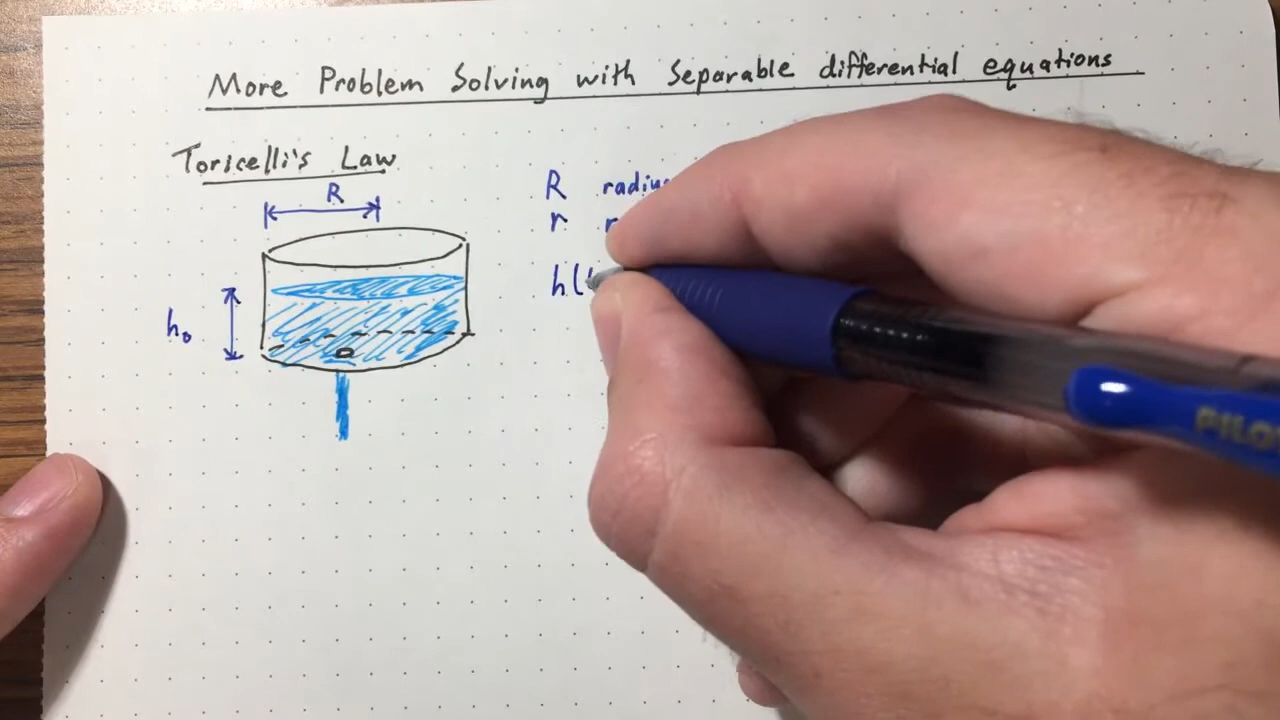 More Problem Solving with Separable differential equations
Toricelli's Law
R
h₀
R
r
h(
PILO